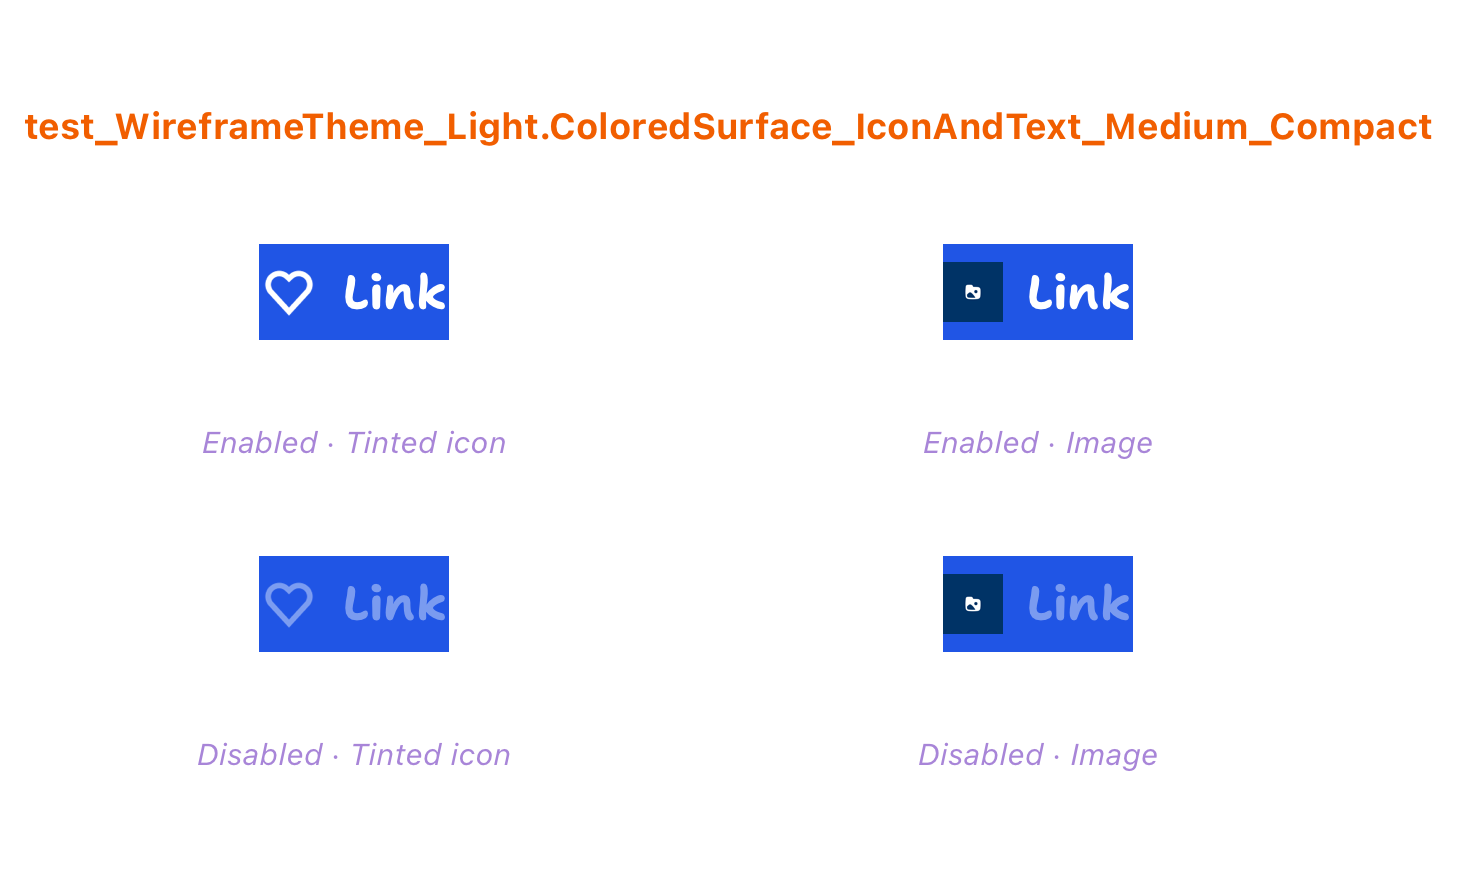 test_WireframeTheme_Light.ColoredSurface_IconAndText_Medium_Compact
Link
Link
Enabled · Tinted icon
Enabled · Image
Link
Link
Disabled · Tinted icon
Disabled · Image